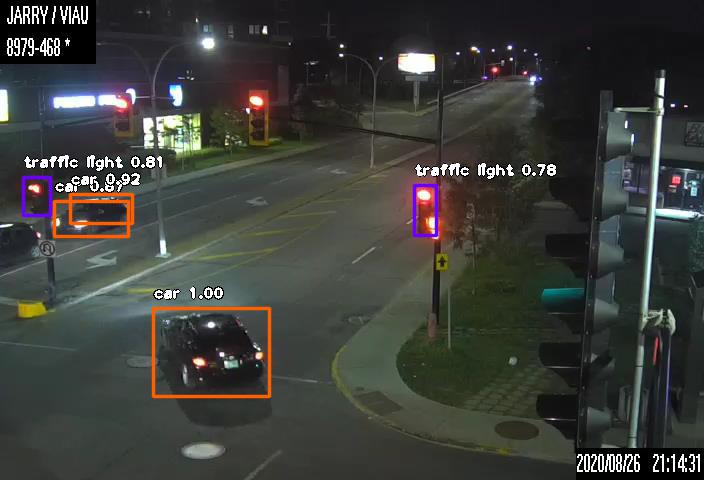 JARRY / VIAU
8979-468 *
traffic light 0.81
car 0.92
car 0.87
traffic light 0.78
car 1.00
2020/08/26 21:14:31